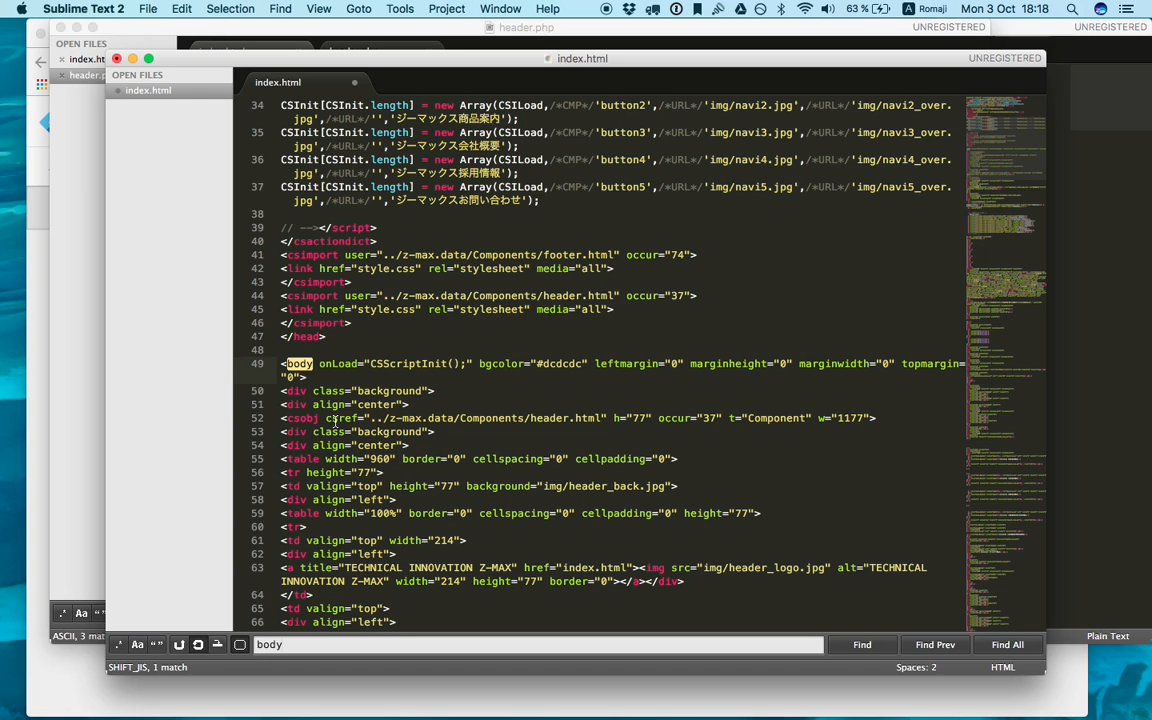 Sublime Text 2 File Edit Selection Find View Goto Tools Project Window Help 63 % A Romaji Mon 3 Oct 18:18
header.php UNREGISTERED UNREGISTERED
OPEN FILES
index.ht
header.p
index.html UNREGISTERED
OPEN FILES
index.html
index.html
34 CSInit[CSInit.length] = new Array(CSILoad,/*CMP*/'button2',/*URL*/'img/navi2.jpg',/*URL*/'img/navi2_over.
jpg',/*URL*/'','ジーマックス商品案内');
35 CSInit[CSInit.length] = new Array(CSILoad,/*CMP*/'button3',/*URL*/'img/navi3.jpg',/*URL*/'img/navi3_over.
jpg',/*URL*/'','ジーマックス会社概要');
36 CSInit[CSInit.length] = new Array(CSILoad,/*CMP*/'button4',/*URL*/'img/navi4.jpg',/*URL*/'img/navi4_over.
jpg',/*URL*/'','ジーマックス採用情報');
37 CSInit[CSInit.length] = new Array(CSILoad,/*CMP*/'button5',/*URL*/'img/navi5.jpg',/*URL*/'img/navi5_over.
jpg',/*URL*/'','ジーマックスお問い合わせ');
38
39 // --></script>
40 </csactiondict>
41 <csimport user="../z-max.data/Components/footer.html" occur="74">
42 <link href="style.css" rel="stylesheet" media="all">
43 </csimport>
44 <csimport user="../z-max.data/Components/header.html" occur="37">
45 <link href="style.css" rel="stylesheet" media="all">
46 </csimport>
47 </head>
48
49 <body onLoad="CSScriptInit();" bgcolor="#dcdcdc" leftmargin="0" marginheight="0" marginwidth="0" topmargin=
"0">
50 <div class="background">
51 <div align="center">
52 <csobj csref="../z-max.data/Components/header.html" h="77" occur="37" t="Component" w="1177">
53 <div class="background">
54 <div align="center">
55 <table width="960" border="0" cellspacing="0" cellpadding="0">
56 <tr height="77">
57 <td valign="top" height="77" background="img/header_back.jpg">
58 <div align="left">
59 <table width="100%" border="0" cellspacing="0" cellpadding="0" height="77">
60 <tr>
61 <td valign="top" width="214">
62 <div align="left">
63 <a title="TECHNICAL INNOVATION Z-MAX" href="index.html"><img src="img/header_logo.jpg" alt="TECHNICAL
INNOVATION Z-MAX" width="214" height="77" border="0"></a></div>
64 </td>
65 <td valign="top">
66 <div align="left">
.* Aa “”
.* Aa “” body Find Find Prev Find All
ASCII, 3 mat Plain Text
SHIFT_JIS, 1 match Spaces: 2 HTML